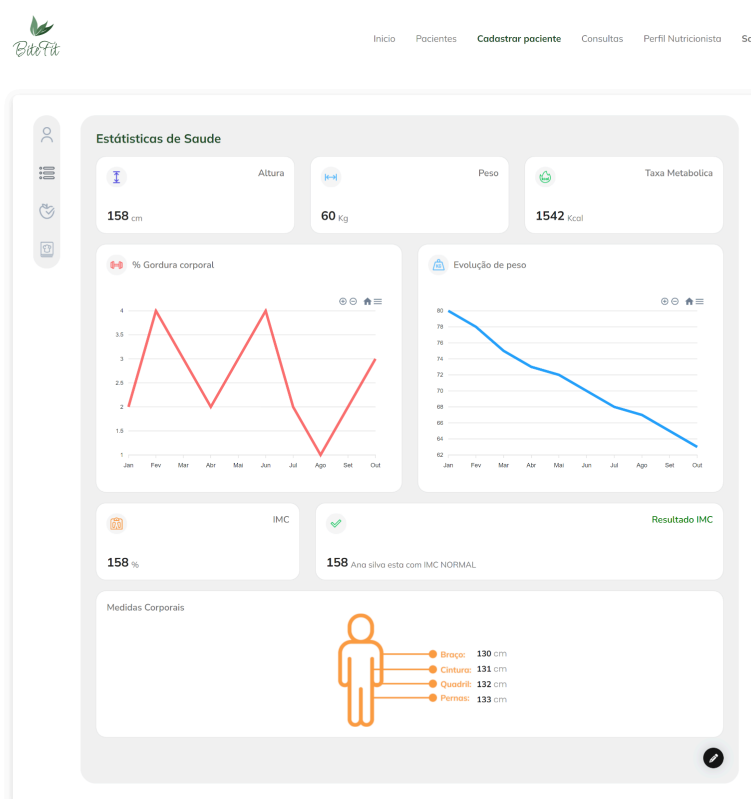 BiteFit
Inicio Pacientes Cadastrar paciente Consultas Perfil Nutricionista
Estátisticas de Saude
Altura
158 cm
Peso
60 Kg
Taxa Metabolica
1542 Kcal
% Gordura corporal
4
3.5
3
2.5
2
1.5
1
Jan Fev Mar Abr Mai Jun Jul Ago Set Out
Evolução de peso
80
78
76
74
72
70
68
66
64
62
Jan Fev Mar Abr Mai Jun Jul Ago Set Out
IMC
158 %
Resultado IMC
158 Ana silva esta com IMC NORMAL
Medidas Corporais
Braço: 130 cm
Cintura: 131 cm
Quadril: 132 cm
Pernas: 133 cm